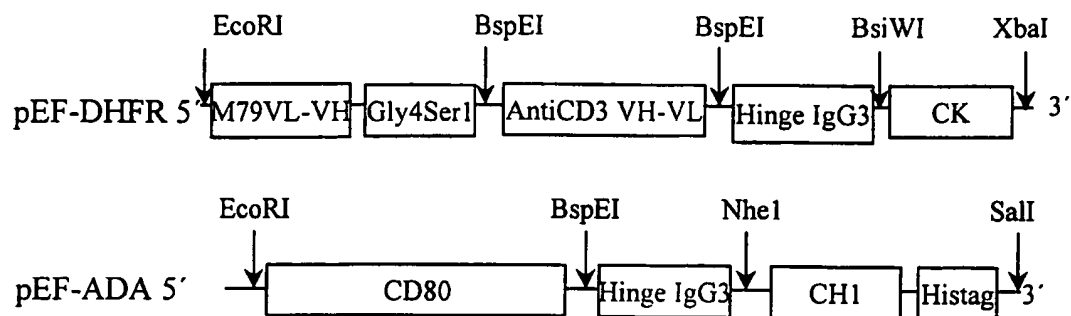 EcoRI BspEI BspEI BsiWI XbaI
pEF-DHFR 5´ M79VL-VH Gly4Ser1 AntiCD3 VH-VL Hinge IgG3 CK 3´
EcoRI BspEI Nhe1 SalI
pEF-ADA 5´ CD80 Hinge IgG3 CH1 Histag 3´